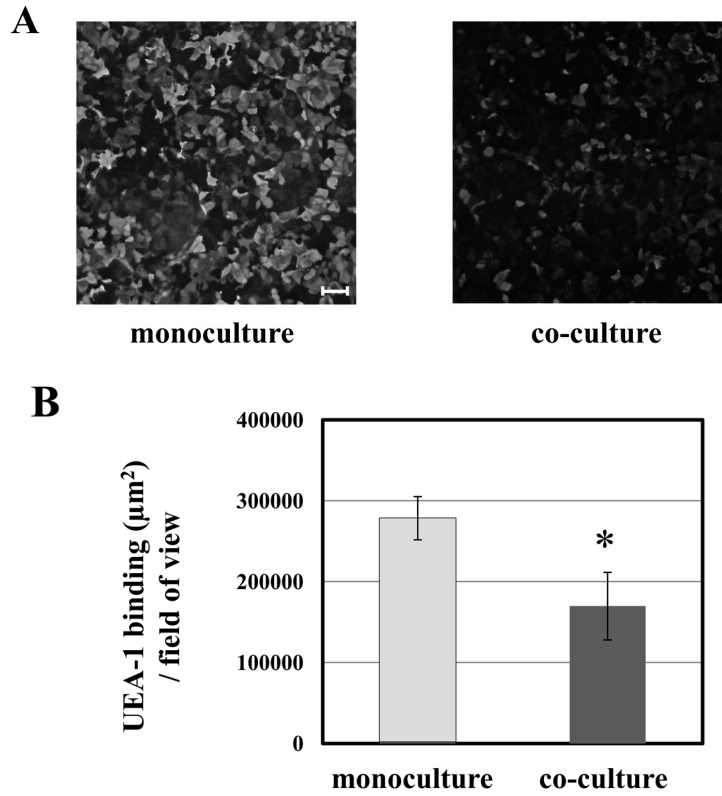 A
monoculture
co-culture
B
UEA-1 binding (µm²)
/ field of view
400000
300000
200000
100000
0
*
monoculture
co-culture